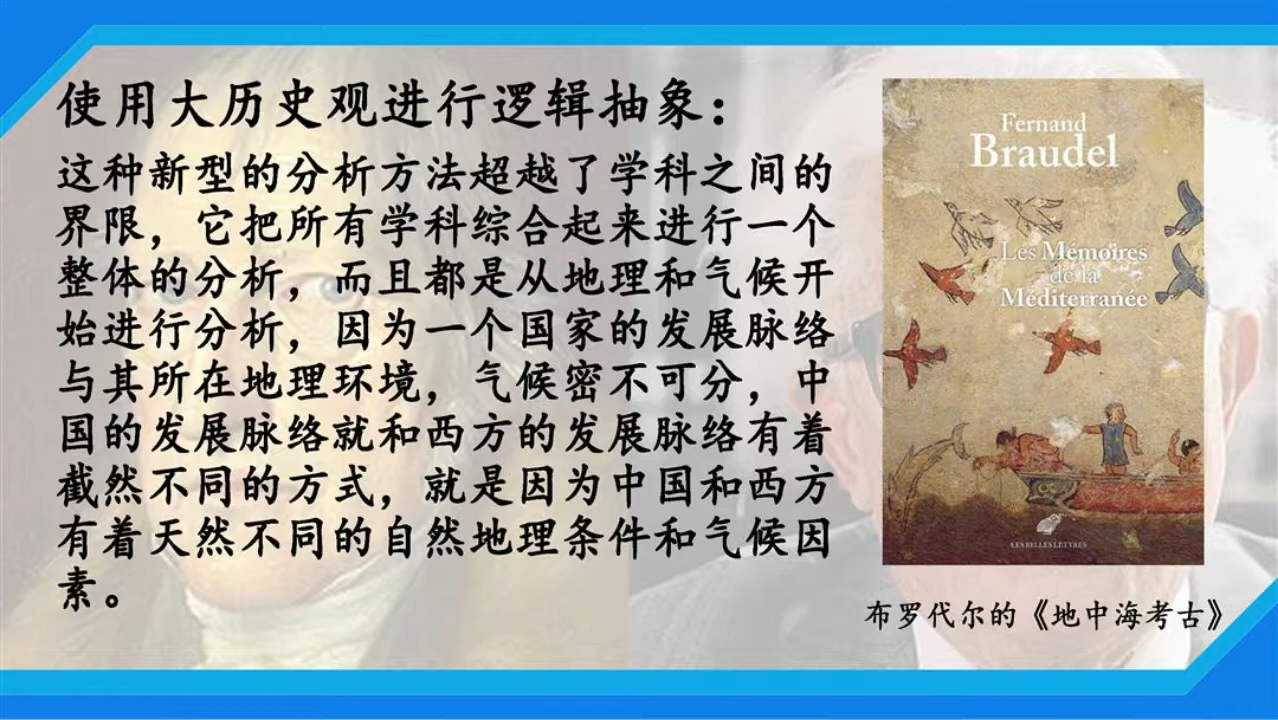 使用大历史观进行逻辑抽象：
这种新型的分析方法超越了学科之间的
界限，它把所有学科综合起来进行一个
整体的分析，而且都是从地理和气候开
始进行分析，因为一个国家的发展脉络
与其所在地理环境，气候密不可分，中
国的发展脉络就和西方的发展脉络有着
截然不同的方式，就是因为中国和西方
有着天然不同的自然地理条件和气候因
素。
Fernand
Braudel
Les Mémoires
de la
Méditerranée
LES BELLES LETTRES
布罗代尔的《地中海考古》